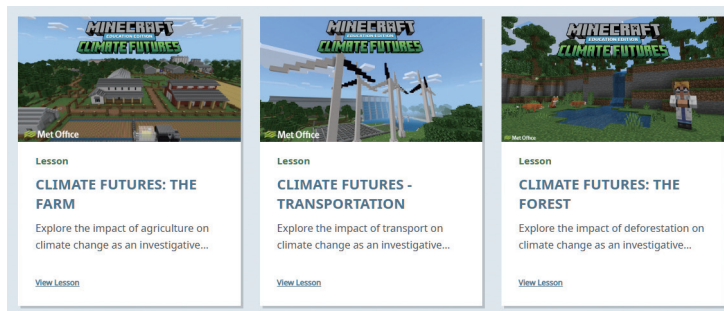 MINECRAFT
EDUCATION EDITION
CLIMATE FUTURES
Met Office
Lesson
CLIMATE FUTURES: THE
FARM
Explore the impact of agriculture on
climate change as an investigative...
View Lesson
MINECRAFT
EDUCATION EDITION
CLIMATE FUTURES
Met Office
Lesson
CLIMATE FUTURES -
TRANSPORTATION
Explore the impact of transport on
climate change as an investigative...
View Lesson
MINECRAFT
EDUCATION EDITION
CLIMATE FUTURES
Met Office
Lesson
CLIMATE FUTURES: THE
FOREST
Explore the impact of deforestation on
climate change as an investigative...
View Lesson